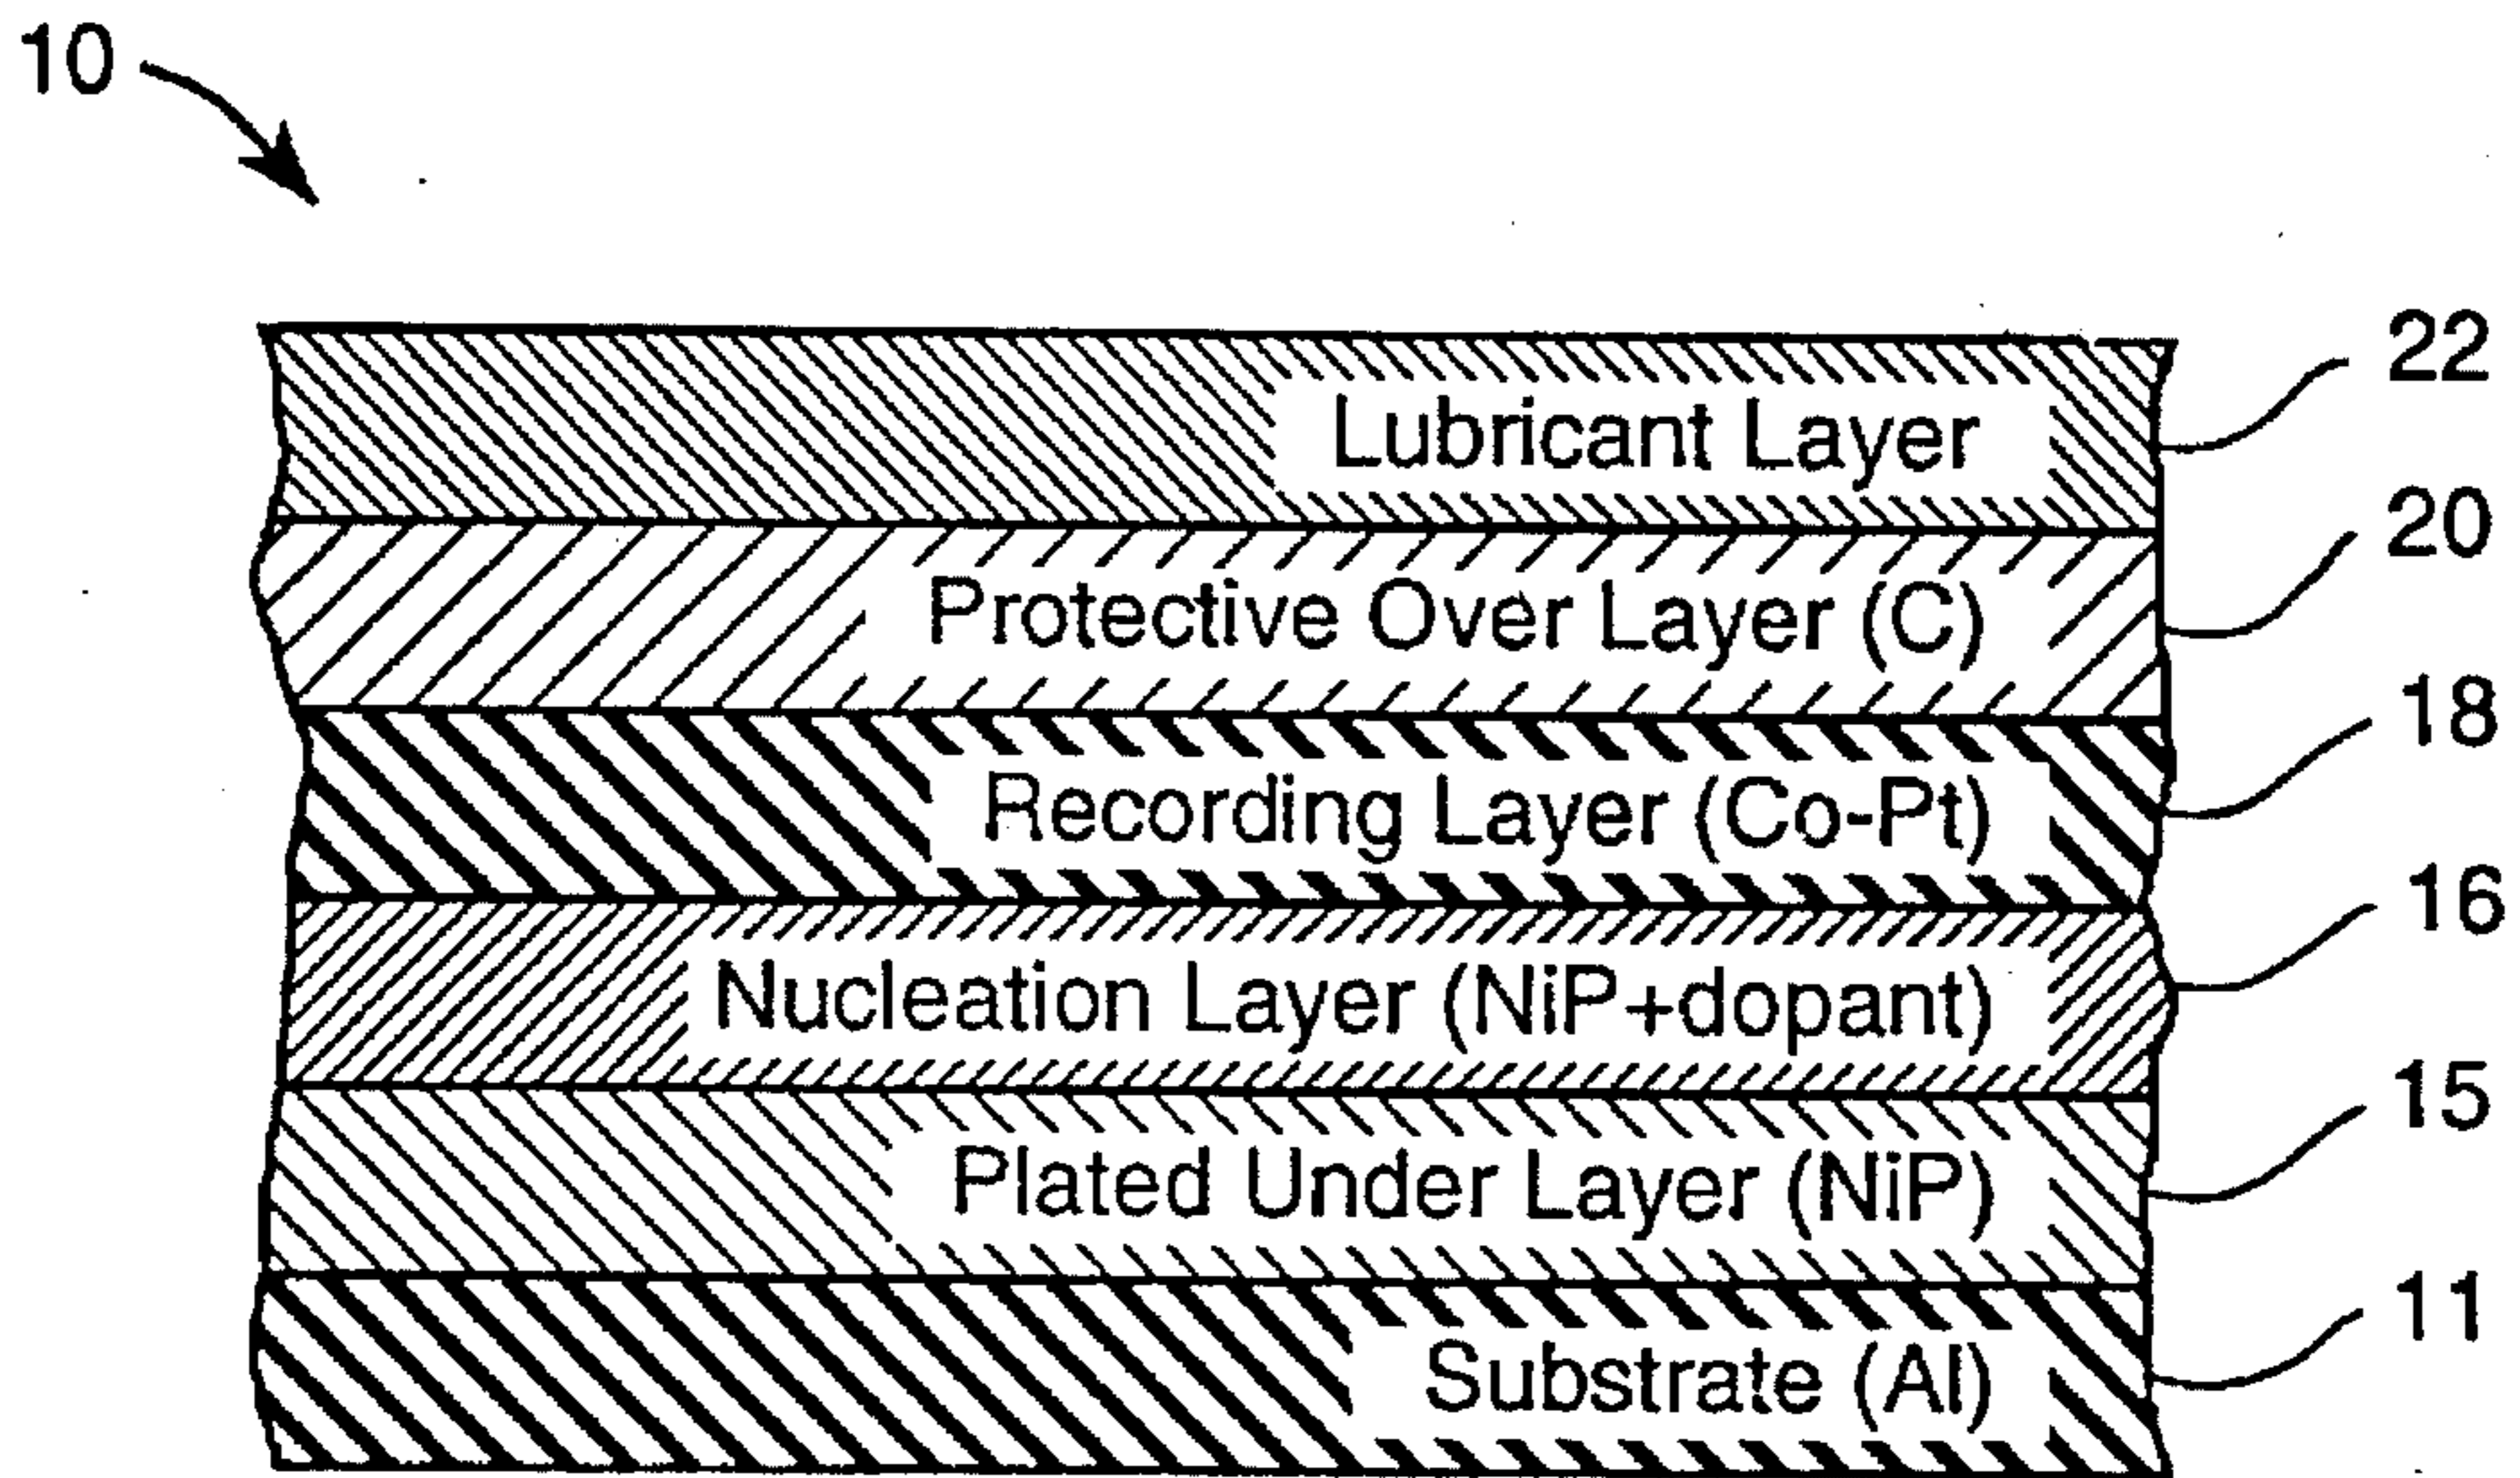 10
22
Lubricant Layer
20
Protective Over Layer (C)
18
Recording Layer (Co-Pt)
16
Nucleation Layer (NiP+dopant)
15
Plated Under Layer (NiP)
11
Substrate (Al)